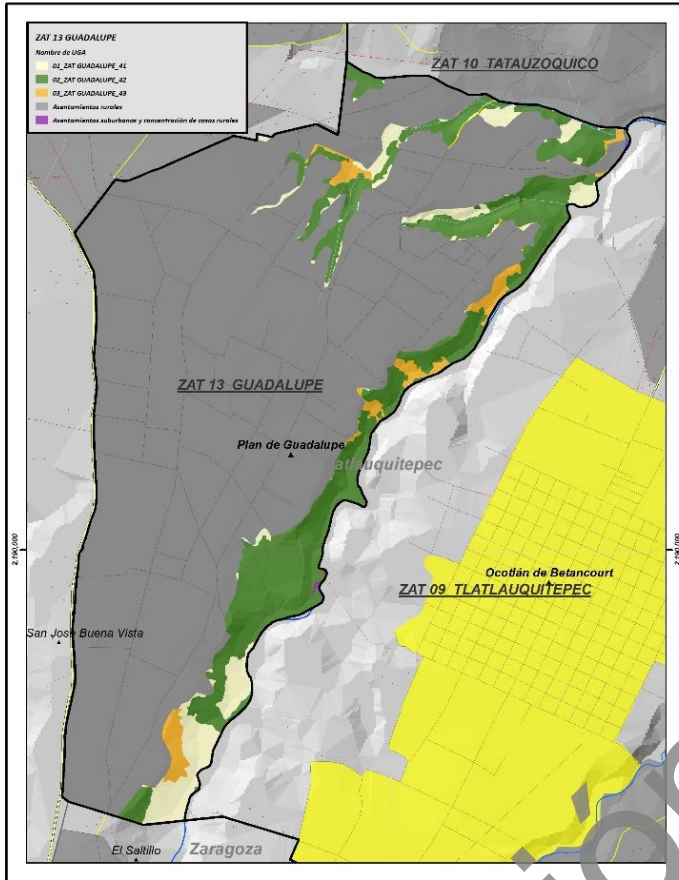 ZAT 13 GUADALUPE
Nombre de UGA
01_ZAT GUADALUPE_41
02_ZAT GUADALUPE_42
03_ZAT GUADALUPE_43
Asentamientos rurales
Asentamientos suburbanos y concentración de casas rurales
ZAT 10 TATAUZOQUICO
ZAT 13 GUADALUPE
Plan de Guadalupe
atlauquitepec
2,190,000
2,190,000
Ocotlán de Betancourt
ZAT 09 TLATLAUQUITEPEC
San José Buena Vista
El Saltillo
Zaragoza
ión